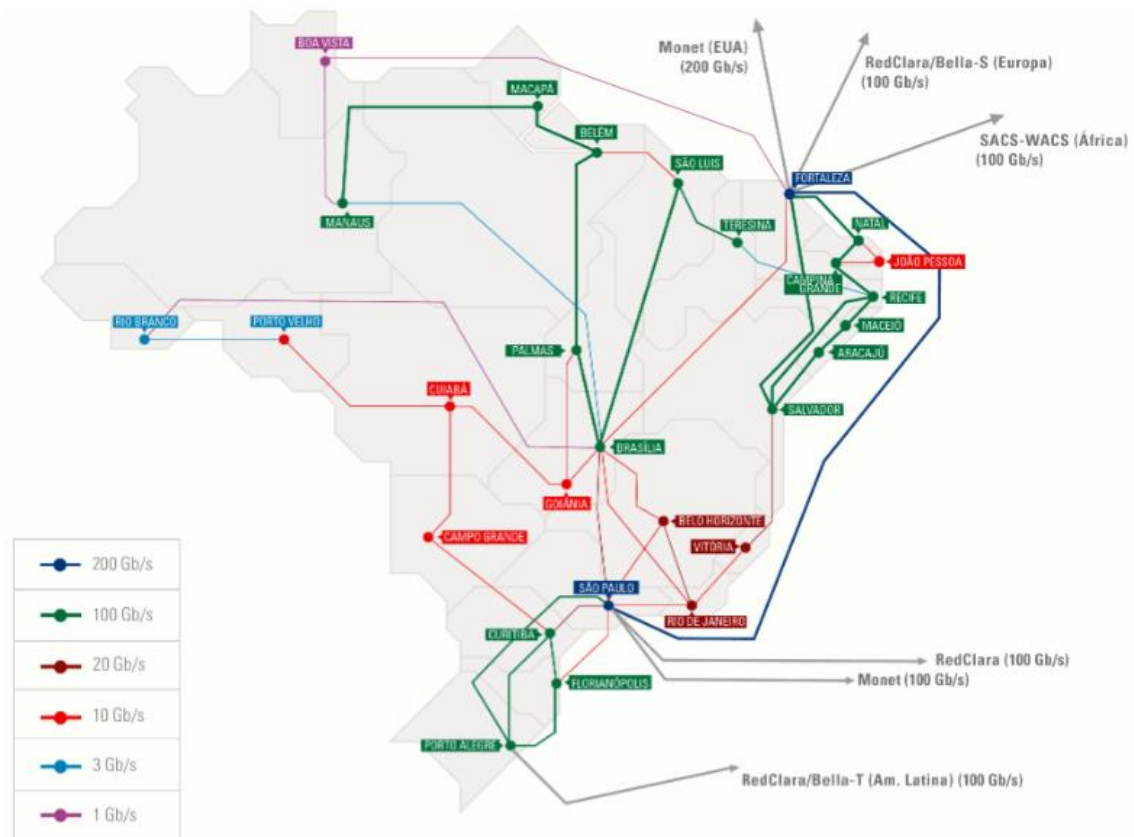 BOA VISTA
Monet (EUA)
(200 Gb/s)
RedClara/Bella-S (Europa)
(100 Gb/s)
SACS-WACS (África)
(100 Gb/s)
MACAPÁ
BELÉM
SÃO LUIS
FORTALEZA
MANAUS
TERESINA
NATAL
JOÃO PESSOA
CAMPINA
GRANDE
RECIFE
RIO BRANCO
PORTO VELHO
MACEIO
PALMAS
ARACAJÚ
CUIABÁ
SALVADOR
BRASÍLIA
GOIÂNIA
BELO HORIZONTE
CAMPO GRANDE
VITÓRIA
SÃO PAULO
RIO DE JANEIRO
CURITIBA
RedClara (100 Gb/s)
Monet (100 Gb/s)
FLORIANÓPOLIS
PORTO ALEGRE
RedClara/Bella-T (Am. Latina) (100 Gb/s)
200 Gb/s
100 Gb/s
20 Gb/s
10 Gb/s
3 Gb/s
1 Gb/s